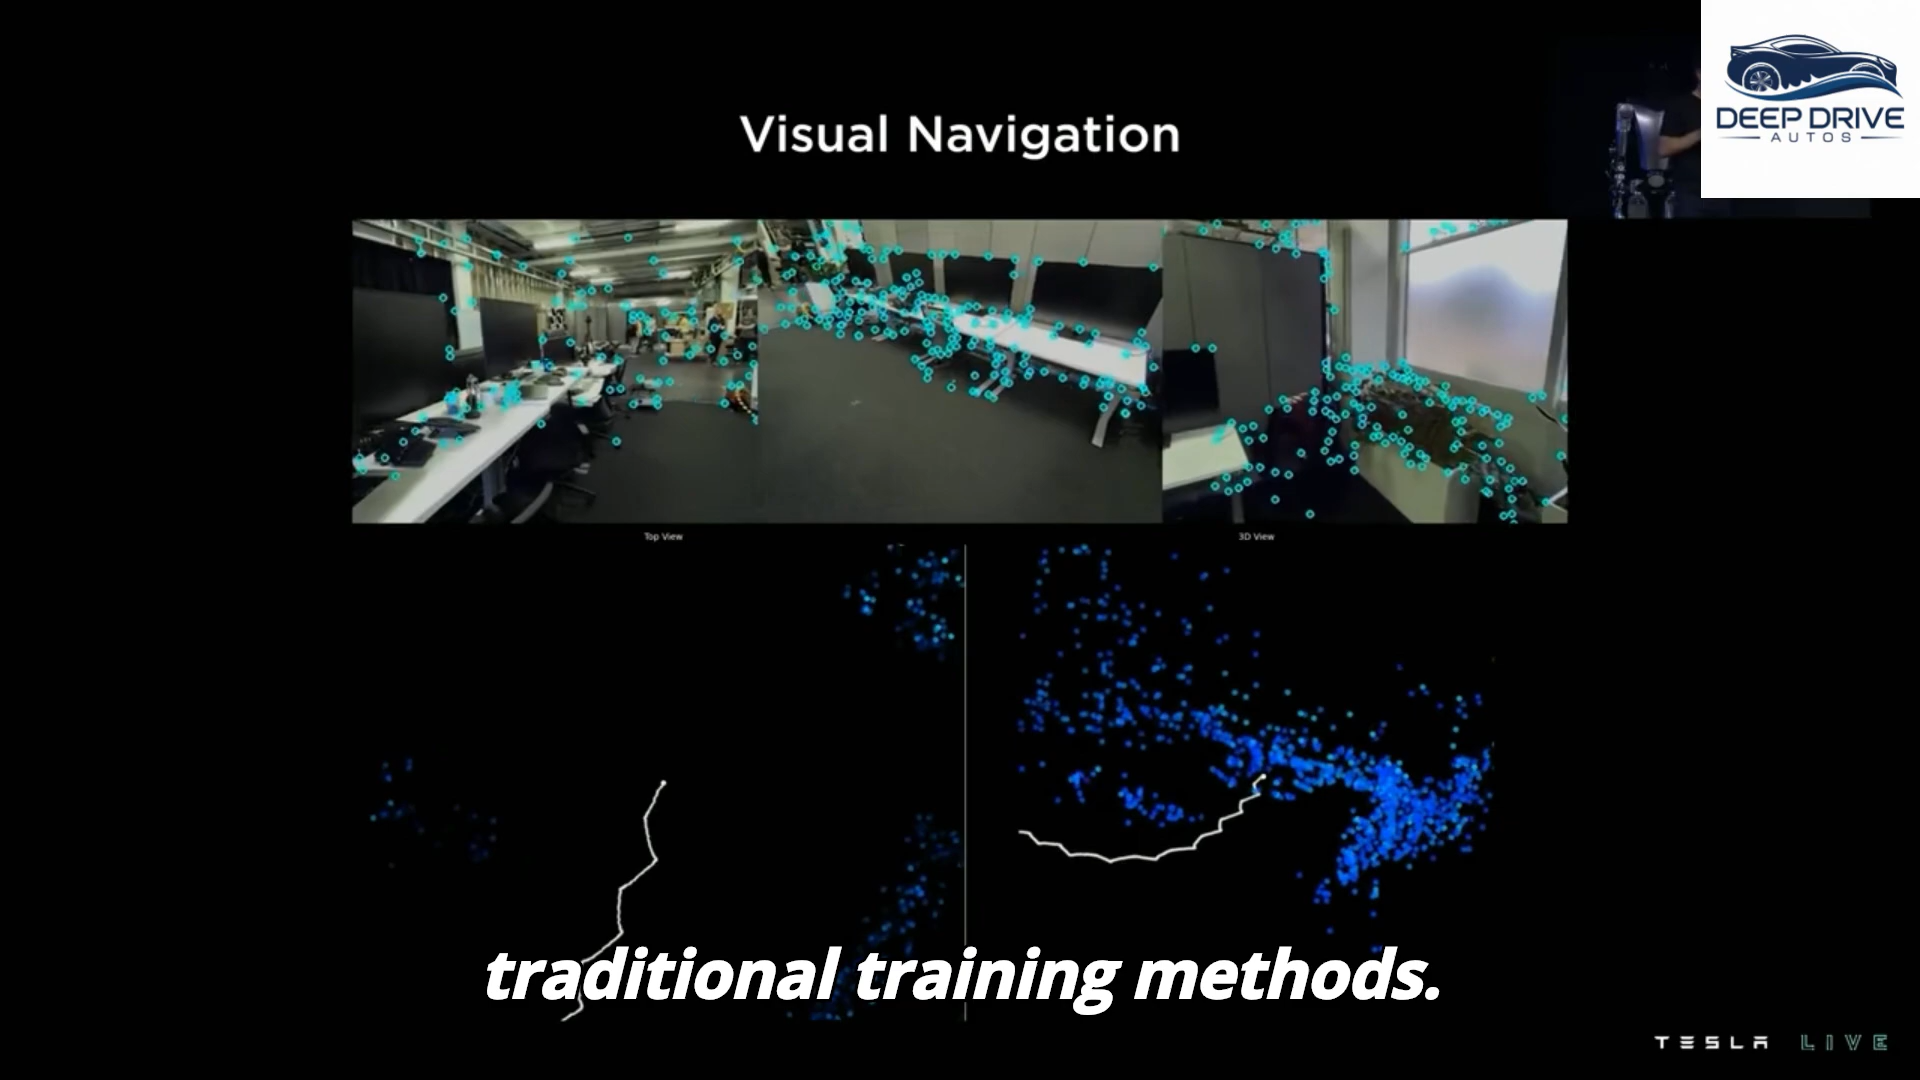 DEEP DRIVE
AUTOS
Visual Navigation
Top View
3D View
traditional training methods.
TESLA LIVE